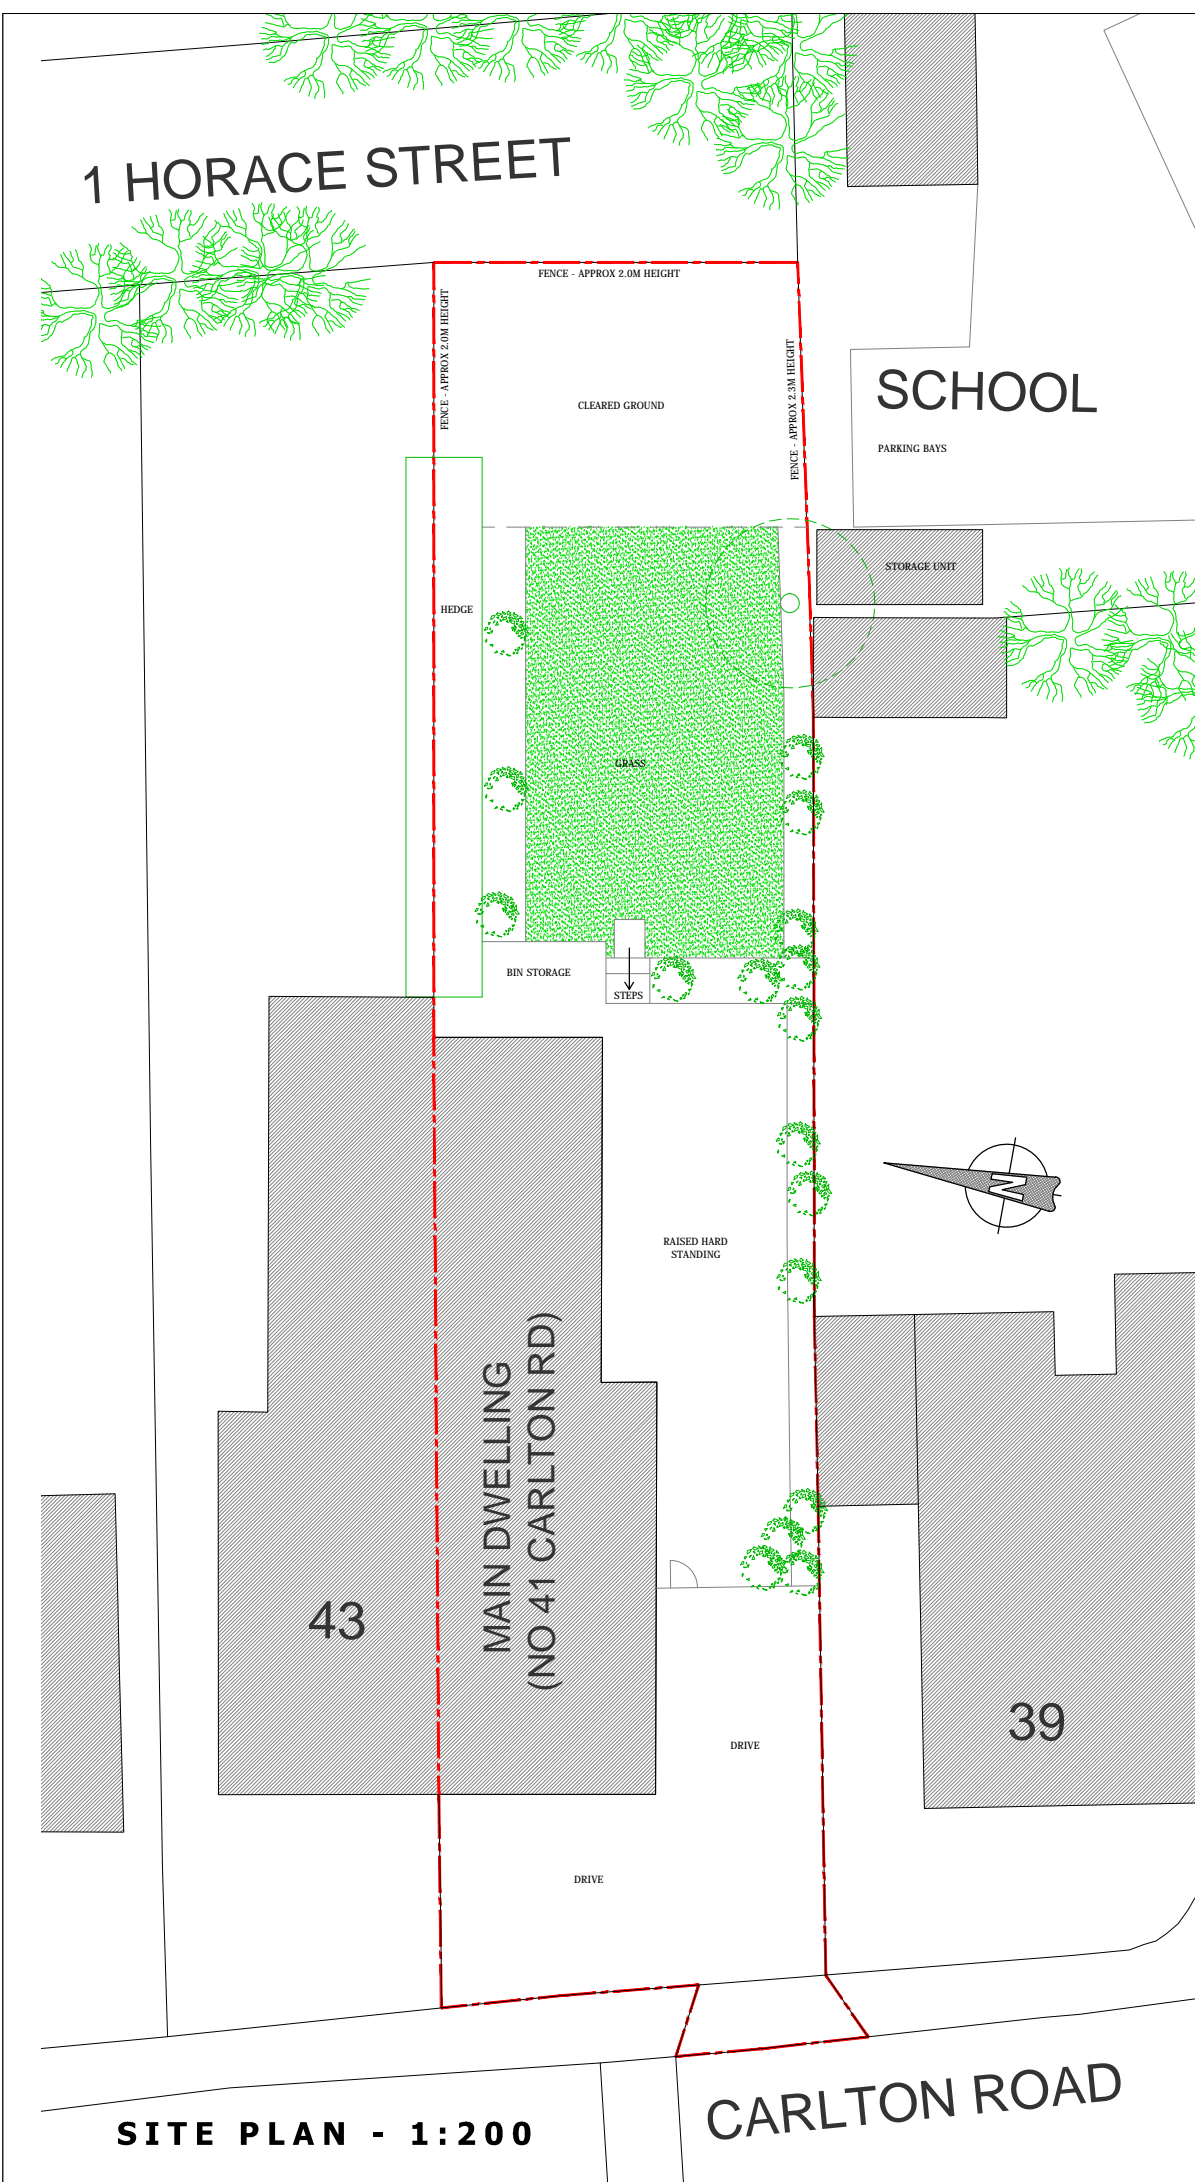 1 HORACE STREET
FENCE - APPROX 2.0M HEIGHT
FENCE - APPROX 2.0M HEIGHT
FENCE - APPROX 2.3M HEIGHT
CLEARED GROUND
SCHOOL
PARKING BAYS
STORAGE UNIT
HEDGE
GRASS
BIN STORAGE
STEPS
N
RAISED HARD
STANDING
MAIN DWELLING
(NO 41 CARLTON RD)
43
39
DRIVE
DRIVE
CARLTON ROAD
SITE PLAN - 1:200